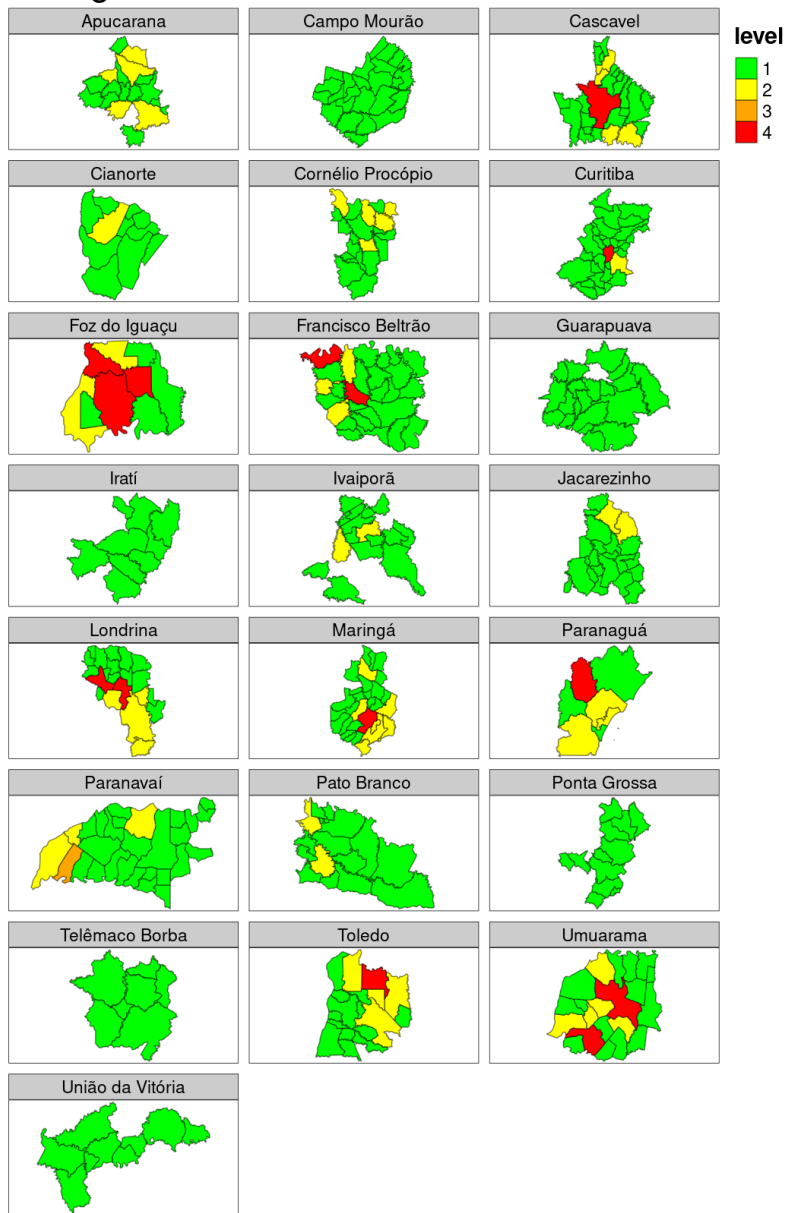 Apucarana
Campo Mourão
Cascavel
level
1
2
3
4
Cianorte
Cornélio Procópio
Curitiba
Foz do Iguaçu
Francisco Beltrão
Guarapuava
Iratí
Ivaiporã
Jacarezinho
Londrina
Maringá
Paranaguá
Paranavaí
Pato Branco
Ponta Grossa
Telêmaco Borba
Toledo
Umuarama
União da Vitória